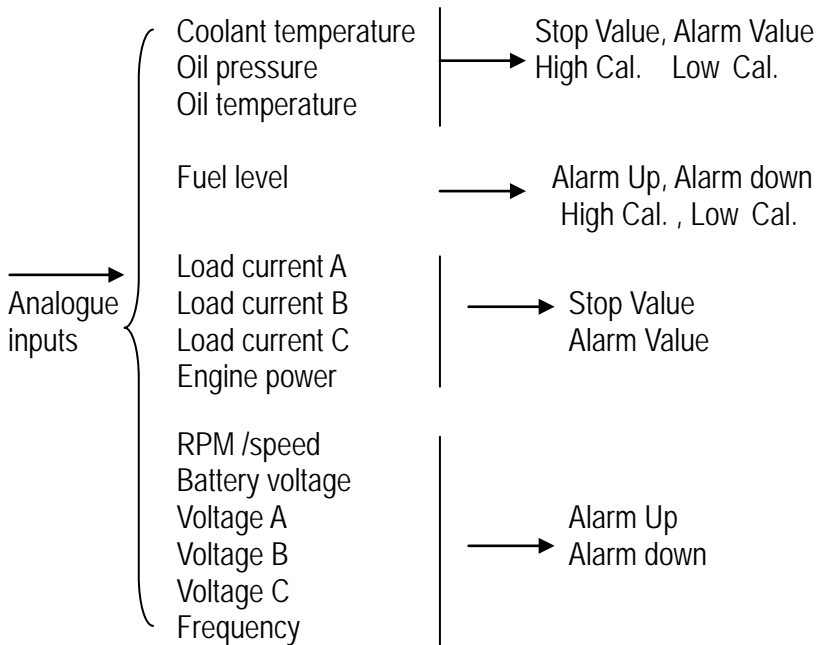 Analogue
inputs
Coolant temperature
Oil pressure
Oil temperature
Stop Value, Alarm Value
High Cal. Low Cal.
Fuel level
Alarm Up, Alarm down
High Cal. , Low Cal.
Load current A
Load current B
Load current C
Engine power
Stop Value
Alarm Value
RPM /speed
Battery voltage
Voltage A
Voltage B
Voltage C
Frequency
Alarm Up
Alarm down